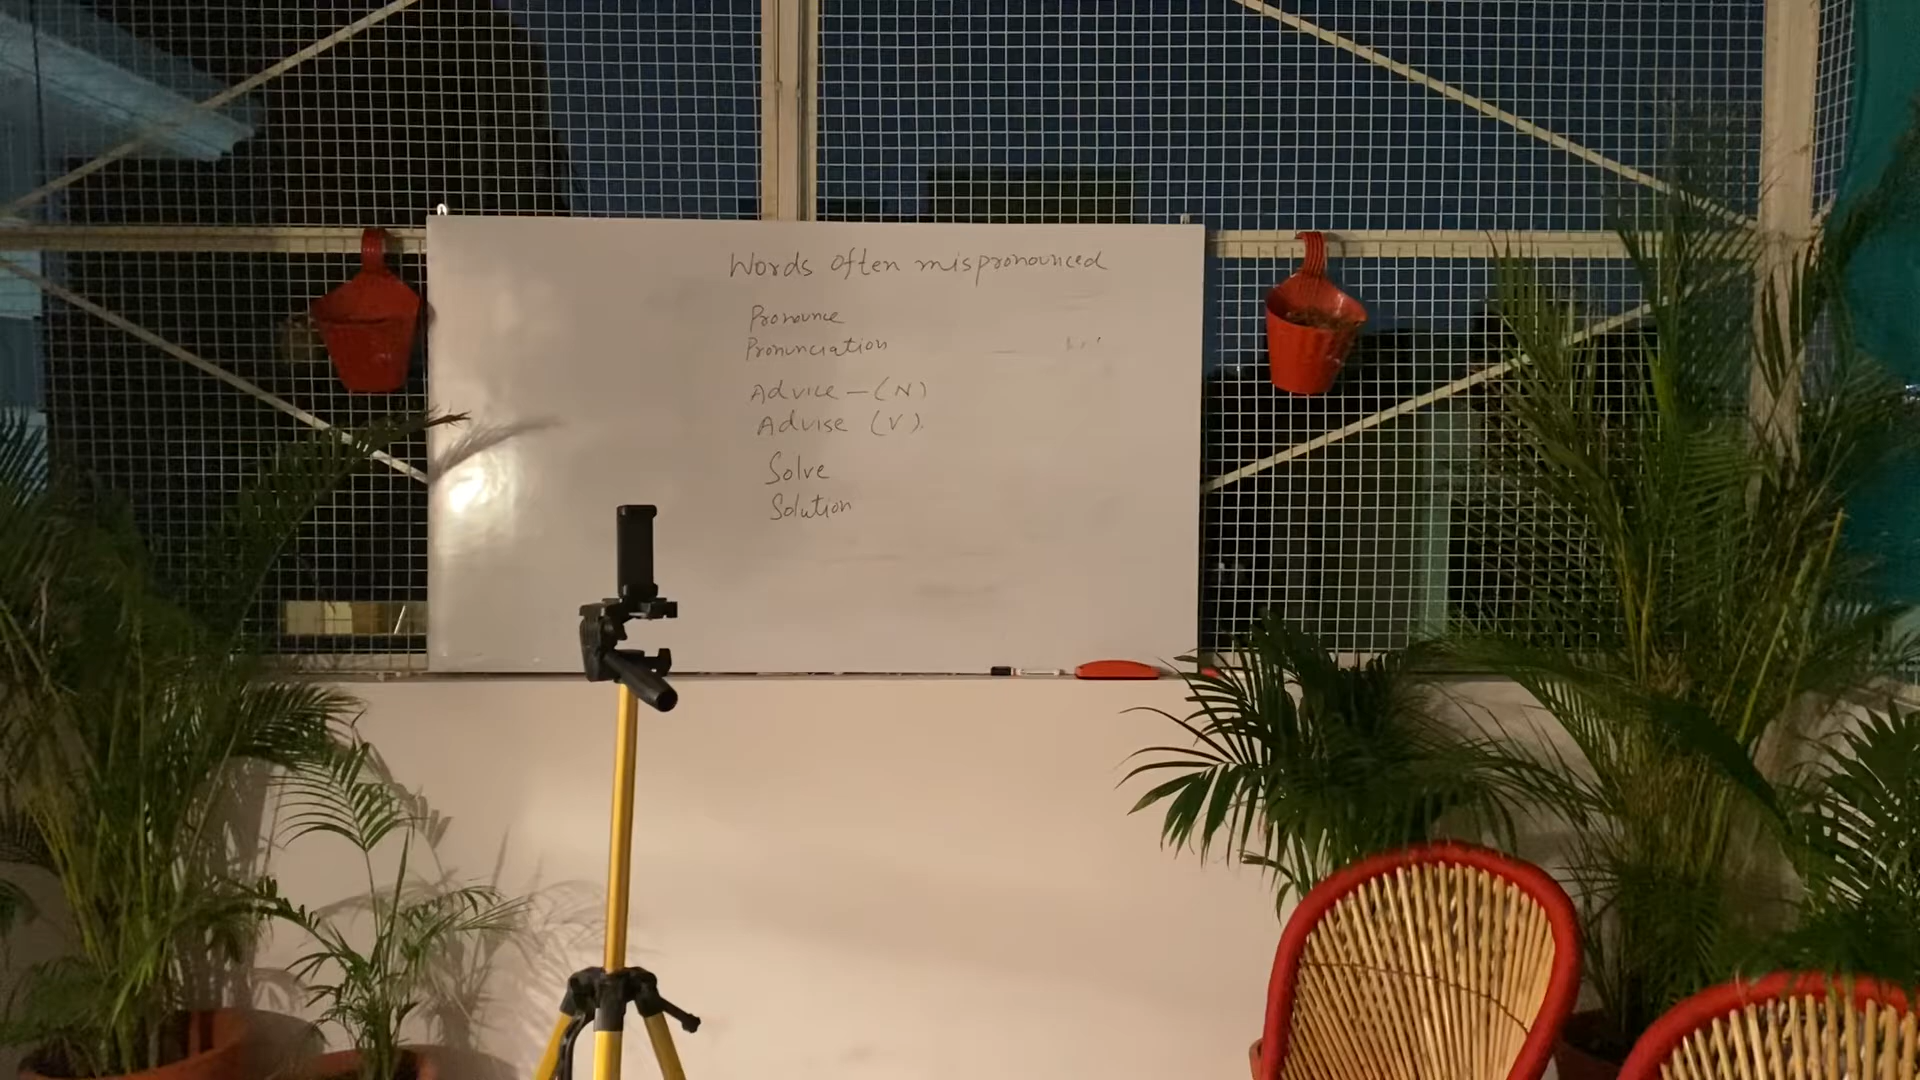 Words often mispronounced
Pronounce
Pronunciation
Advice – (N)
Advise (V).
Solve
Solution